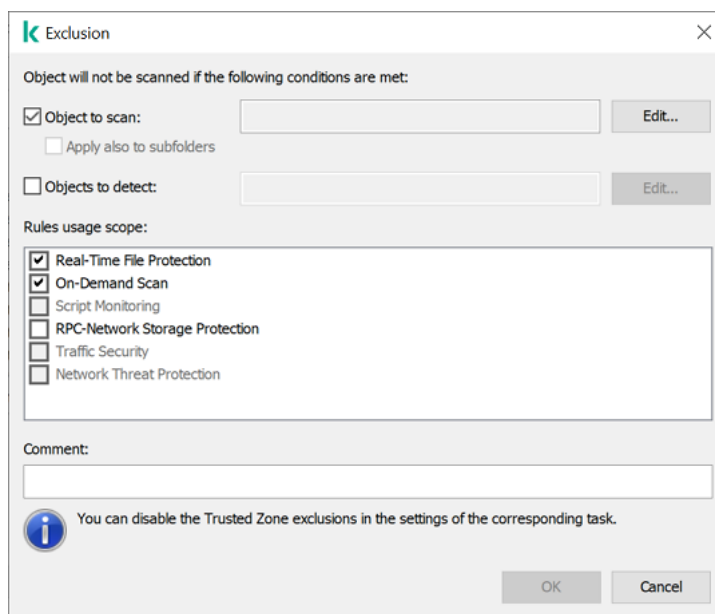 Exclusion
Object will not be scanned if the following conditions are met:
Object to scan:
Edit...
Apply also to subfolders
Objects to detect:
Edit...
Rules usage scope:
Real-Time File Protection
On-Demand Scan
Script Monitoring
RPC-Network Storage Protection
Traffic Security
Network Threat Protection
Comment:
You can disable the Trusted Zone exclusions in the settings of the corresponding task.
OK
Cancel